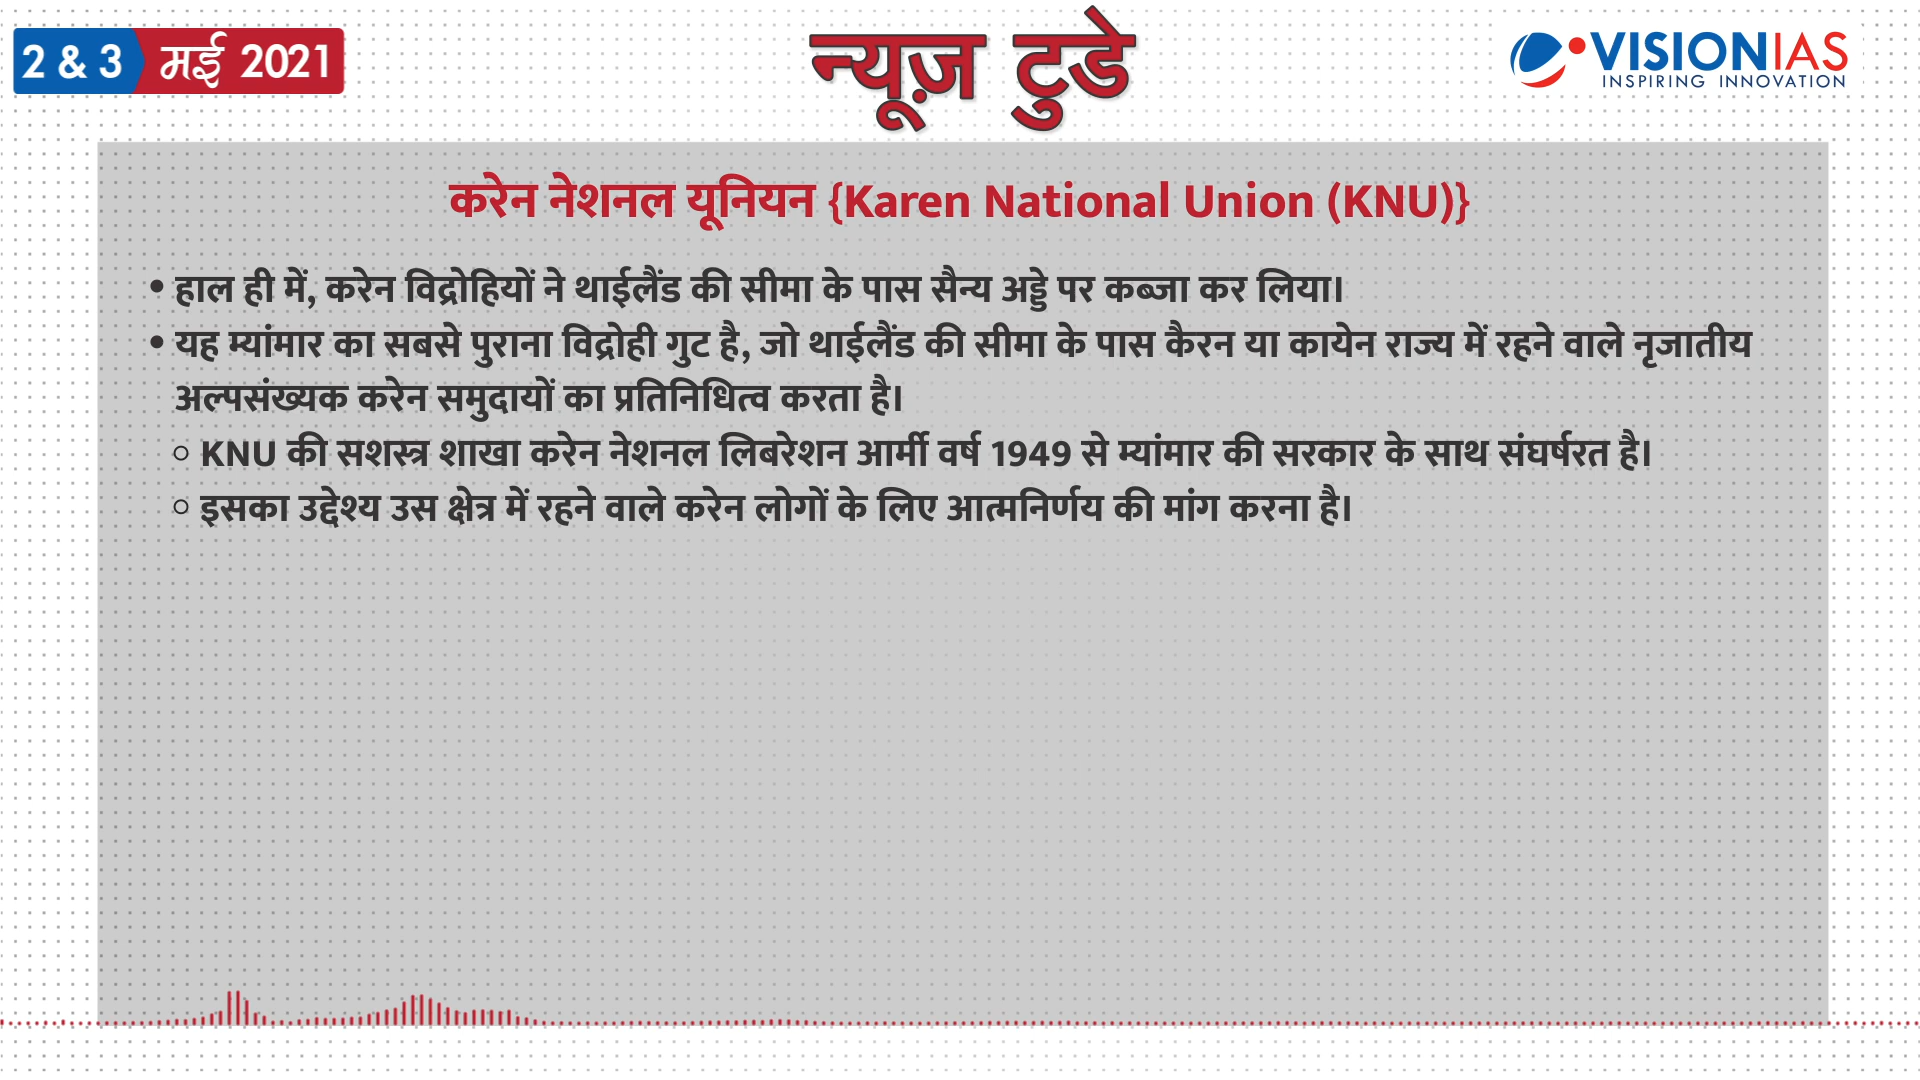 2 & 3 मई 2021
न्यूज़ टुडे
VISIONIAS
INSPIRING INNOVATION
करेन नेशनल यूनियन {Karen National Union (KNU)}
• हाल ही में, करेन विद्रोहियों ने थाईलैंड की सीमा के पास सैन्य अड्डे पर कब्जा कर लिया।
• यह म्यांमार का सबसे पुराना विद्रोही गुट है, जो थाईलैंड की सीमा के पास कैरन या कायेन राज्य में रहने वाले नृजातीय
अल्पसंख्यक करेन समुदायों का प्रतिनिधित्व करता है।
○ KNU की सशस्त्र शाखा करेन नेशनल लिबरेशन आर्मी वर्ष 1949 से म्यांमार की सरकार के साथ संघर्षरत है।
○ इसका उद्देश्य उस क्षेत्र में रहने वाले करेन लोगों के लिए आत्मनिर्णय की मांग करना है।